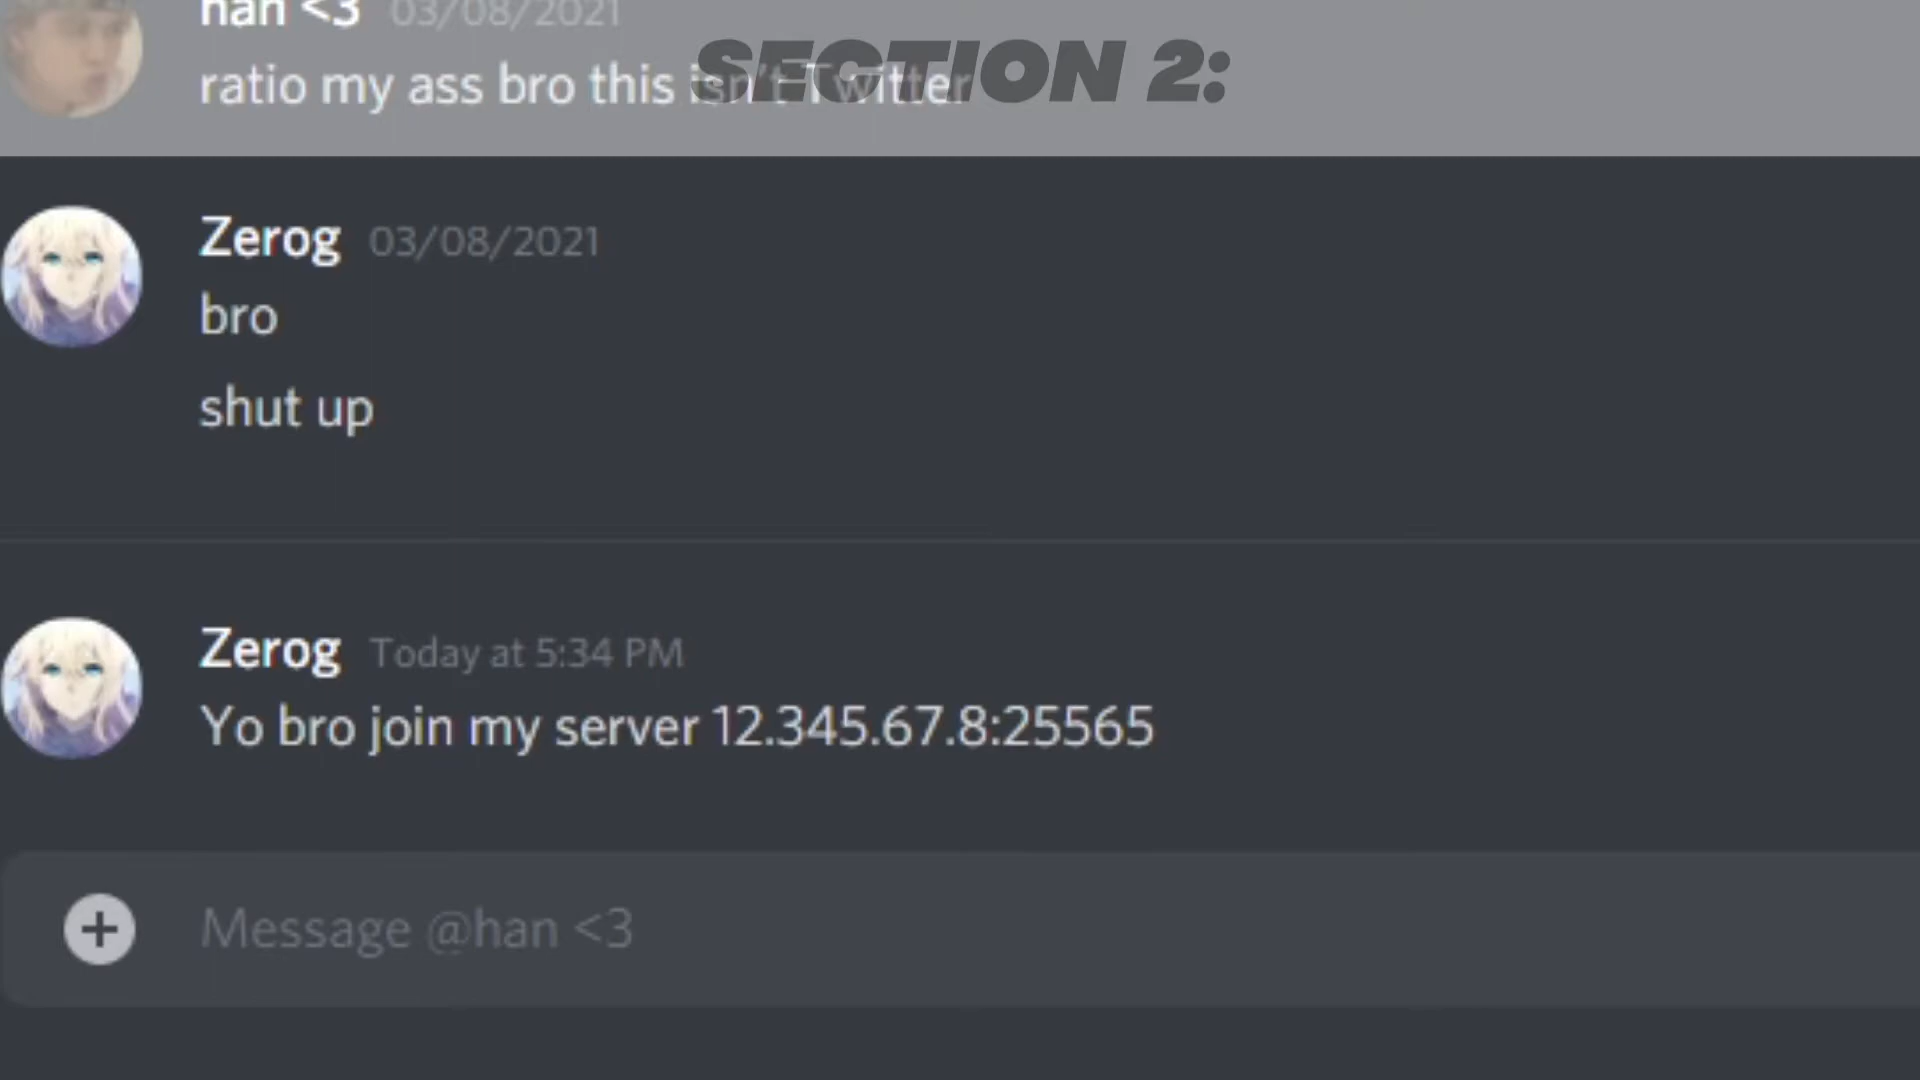 han <3 03/08/2021
SECTION 2:
ratio my ass bro this isn't Twitter
Zerog 03/08/2021
bro
shut up
Zerog Today at 5:34 PM
Yo bro join my server 12.345.67.8:25565
Message @han <3